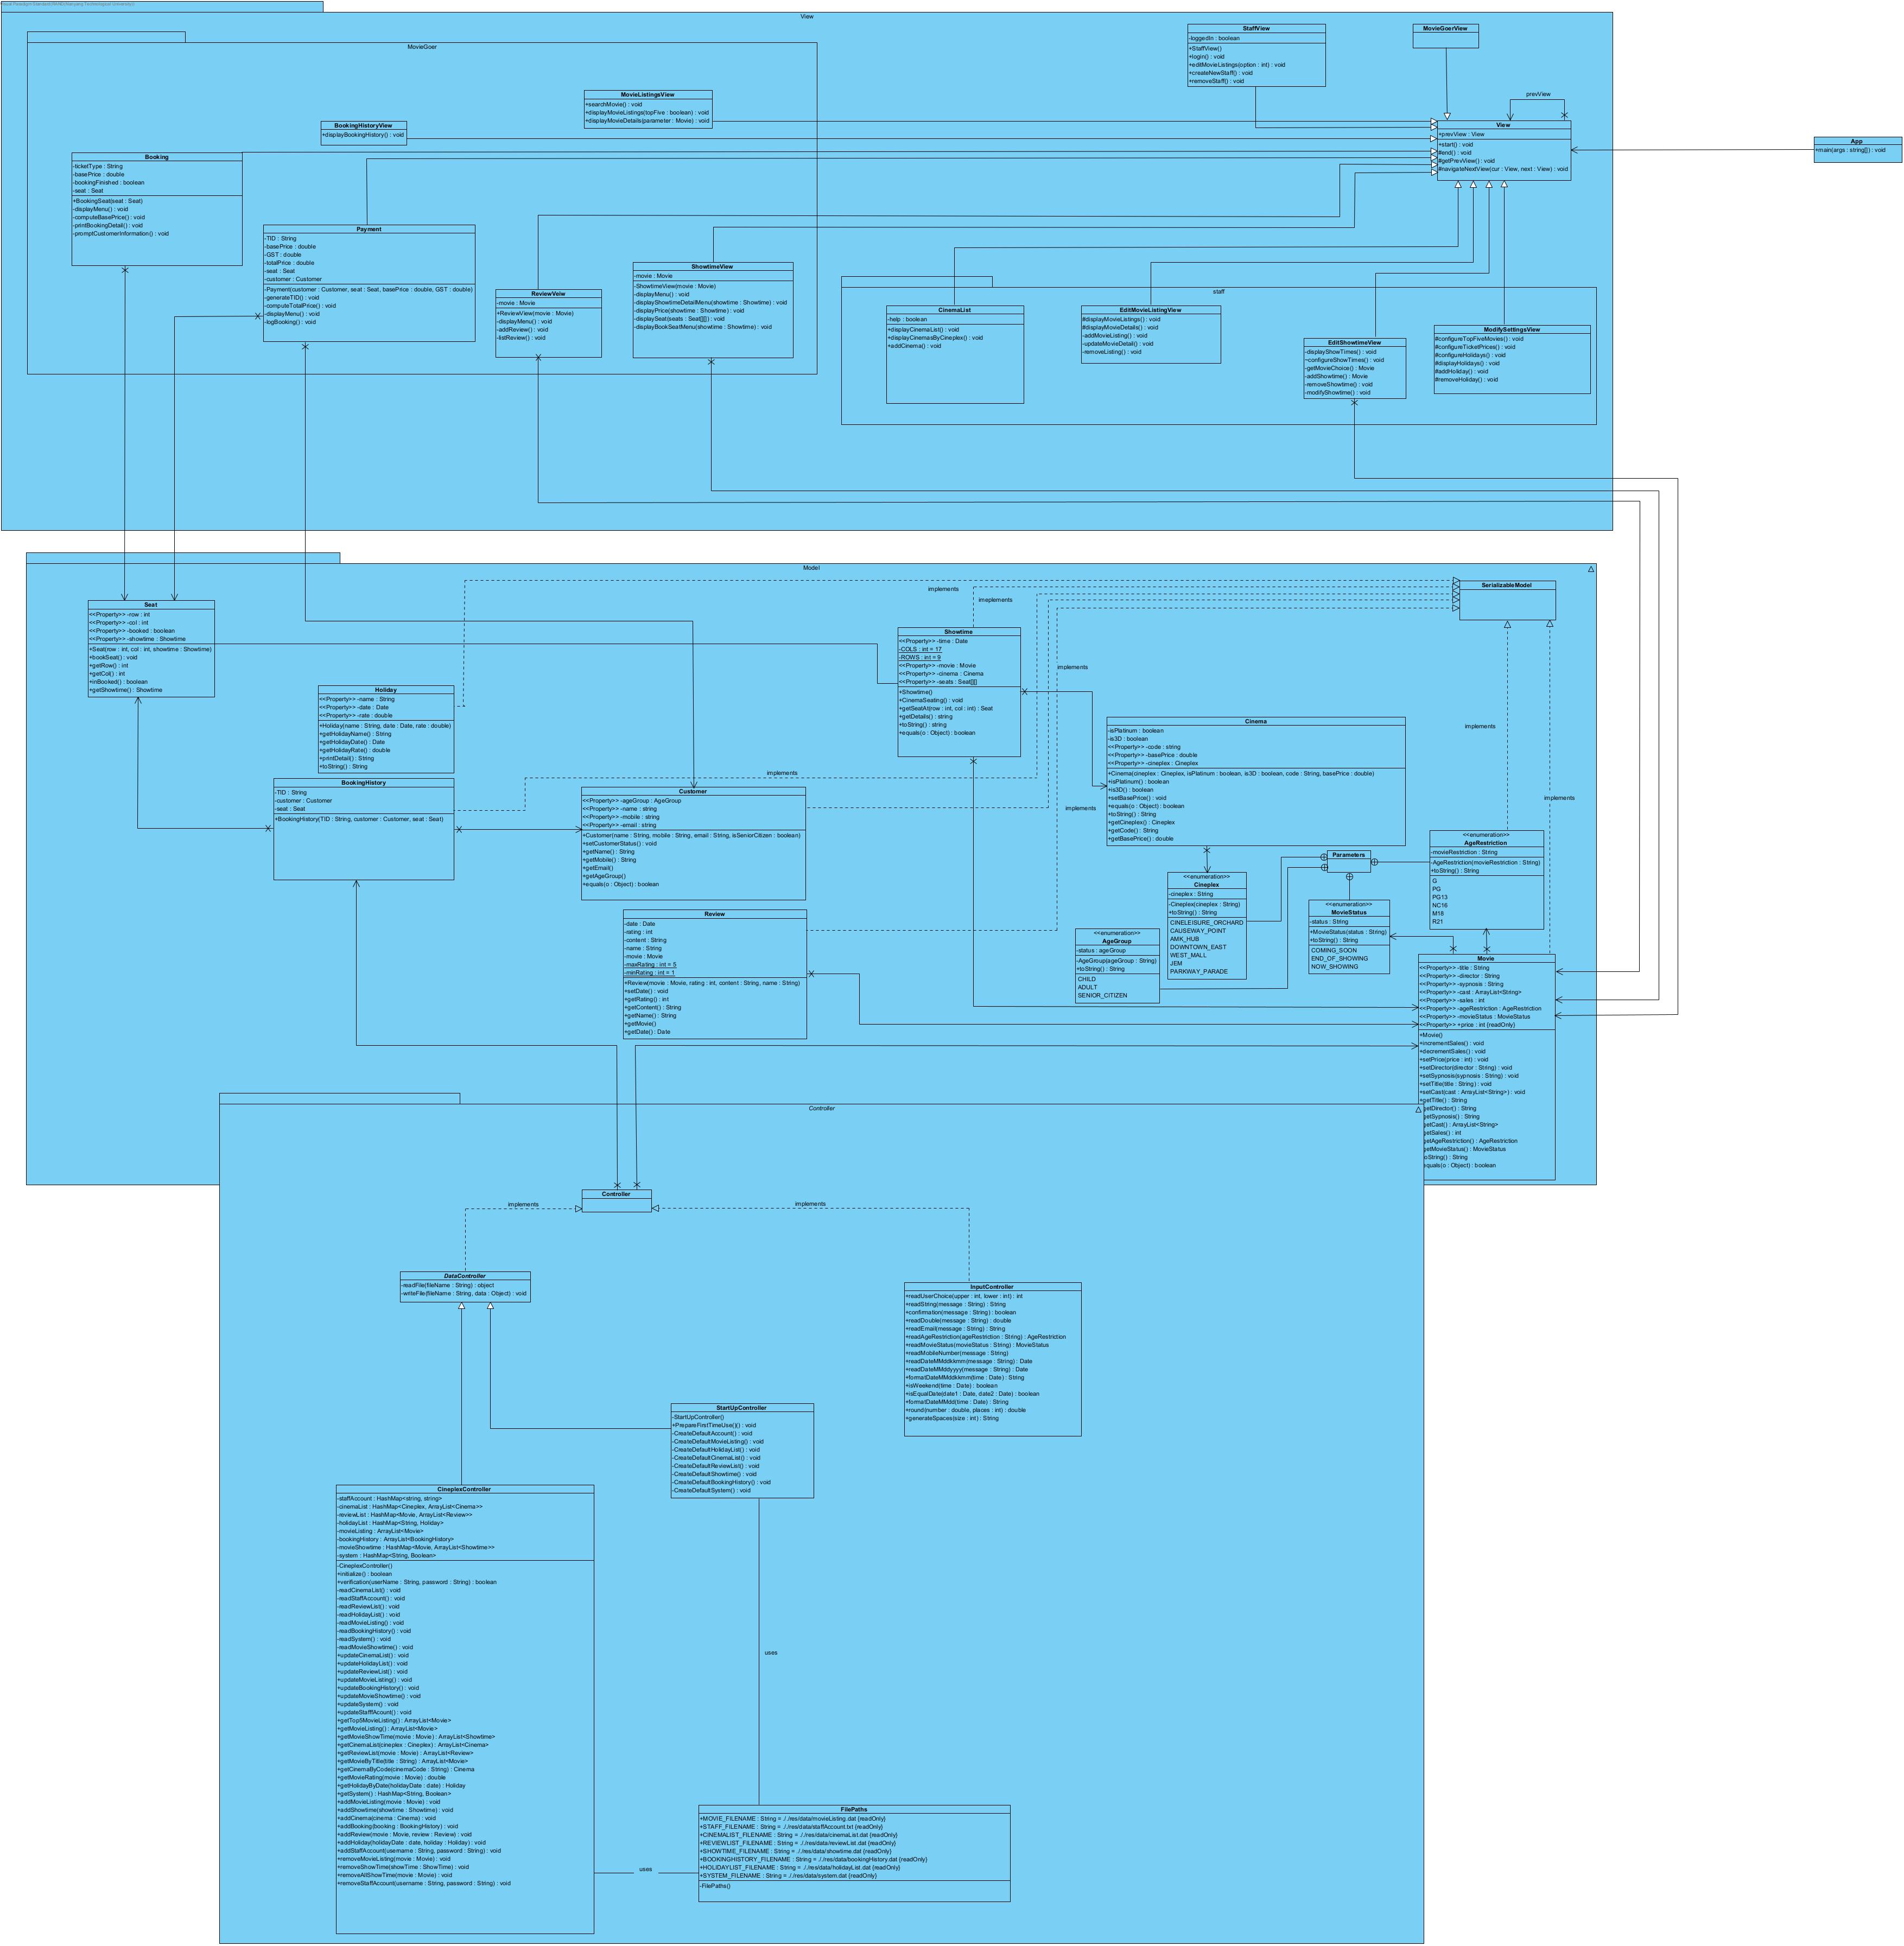 Visual Paradigm Standard(Nanyang Technological University)
View
MovieGoer
StaffView
-loggedIn : boolean
+StaffView()
+login() : void
+editMovieListings(option : int) : void
+createNewStaff() : void
+removeStaff() : void
MovieGoerView
MovieListingsView
+searchMovie() : void
+displayMovieListings(topFive : boolean) : void
+displayMovieDetails(parameter : Movie) : void
prevView
BookingHistoryView
+displayBookingHistory() : void
View
+prevView : View
+start() : void
#end() : void
#getPrevView() : void
#navigateNextView(cur : View, next : View) : void
App
+main(args : string[]) : void
Booking
-ticketType : String
-basePrice : double
-bookingFinished : boolean
-seat : Seat
+BookingSeat(seat : Seat)
-displayMenu() : void
-computeBasePrice() : void
-printBookingDetail() : void
-promptCustomerInformation() : void
Payment
-TID : String
-basePrice : double
-GST : double
-totalPrice : double
-seat : Seat
-customer : Customer
-Payment(customer : Customer, seat : Seat, basePrice : double, GST : double)
-generateTID() : void
-computeTotalPrice() : void
-displayMenu() : void
-logBooking() : void
ReviewVeiw
-movie : Movie
+ReviewView(movie : Movie)
-displayMenu() : void
-addReview() : void
-listReview() : void
ShowtimeView
-movie : Movie
-ShowtimeView(movie : Movie)
-displayMenu() : void
-displayShowtimeDetailMenu(showtime : Showtime) : void
-displayPrice(showtime : Showtime) : void
-displaySeat(seats : Seat[][]) : void
-displayBookSeatMenu(showtime : Showtime) : void
staff
CinemaList
-help : boolean
+displayCinemaList() : void
+displayCinemasByCineplex() : void
+addCinema() : void
EditMovieListingView
#displayMovieListings() : void
#displayMovieDetails() : void
-addMovieListing() : void
-updateMovieDetail() : void
-removeListing() : void
EditShowtimeView
-displayShowTimes() : void
~configureShowTimes() : void
-getMovieChoice() : Movie
-addShowtime() : Movie
-removeShowtime() : void
-modifyShowtime() : void
ModifySettingsView
#configureTopFiveMovies() : void
#configureTicketPrices() : void
#configureHolidays() : void
#displayHolidays() : void
#addHoliday() : void
#removeHoliday() : void
Model
Seat
<<Property>> -row : int
<<Property>> -col : int
<<Property>> -booked : boolean
<<Property>> -showtime : Showtime
+Seat(row : int, col : int, showtime : Showtime)
+bookSeat() : void
+getRow() : int
+getCol() : int
+inBooked() : boolean
+getShowtime() : Showtime
implements
imeplements
SerializableModel
Showtime
<<Property>> -time : Date
-COLS : int = 17
-ROWS : int = 9
<<Property>> -movie : Movie
<<Property>> -cinema : Cinema
<<Property>> -seats : Seat[][]
+Showtime()
+CinemaSeating() : void
+getSeatAt(row : int, col : int) : Seat
+getDetails() : string
+toString() : string
+equals(o : Object) : boolean
implements
implements
Holiday
<<Property>> -name : String
<<Property>> -date : Date
<<Property>> -rate : double
+Holiday(name : String, date : Date, rate : double)
+getHolidayName() : String
+getHolidayDate() : Date
+getHolidayRate() : double
+printDetail() : String
+toString() : String
implements
BookingHistory
-TID : String
-customer : Customer
-seat : Seat
+BookingHistory(TID : String, customer : Customer, seat : Seat)
Customer
<<Property>> -ageGroup : AgeGroup
<<Property>> -name : string
<<Property>> -mobile : string
<<Property>> -email : string
+Customer(name : String, mobile : String, email : String, isSeniorCitizen : boolean)
+setCustomerStatus() : void
+getName() : String
+getMobile() : String
+getEmail()
+getAgeGroup()
+equals(o : Object) : boolean
Cinema
-isPlatinum : boolean
-is3D : boolean
<<Property>> -code : string
<<Property>> -basePrice : double
<<Property>> -cineplex : Cineplex
+Cinema(cineplex : Cineplex, isPlatinum : boolean, is3D : boolean, code : String, basePrice : double)
+isPlatinum() : boolean
+is3D() : boolean
+setBasePrice() : void
+equals(o : Object) : boolean
+toString() : String
+getCineplex() : Cineplex
+getCode() : String
+getBasePrice() : double
implements
implements
Review
-date : Date
-rating : int
-content : String
-name : String
-movie : Movie
-maxRating : int = 5
-minRating : int = 1
+Review(movie : Movie, rating : int, content : String, name : String)
+setDate() : void
+getRating() : int
+getContent() : String
+getName() : String
+getMovie()
+getDate() : Date
<<enumeration>>
AgeGroup
-status : ageGroup
-AgeGroup(ageGroup : String)
+toString() : String
CHILD
ADULT
SENIOR_CITIZEN
<<enumeration>>
Cineplex
-cineplex : String
-Cineplex(cineplex : String)
+toString() : String
CINELEISURE_ORCHARD
CAUSEWAY_POINT
AMK_HUB
DOWNTOWN_EAST
WEST_MALL
JEM
PARKWAY_PARADE
Parameters
<<enumeration>>
MovieStatus
-status : String
+MovieStatus(status : String)
+toString() : String
COMING_SOON
END_OF_SHOWING
NOW_SHOWING
<<enumeration>>
AgeRestriction
-movieRestriction : String
-AgeRestriction(movieRestriction : String)
+toString() : String
G
PG
PG13
NC16
M18
R21
Movie
<<Property>> -title : String
<<Property>> -director : String
<<Property>> -sypnosis : String
<<Property>> -cast : ArrayList<String>
<<Property>> -sales : int
<<Property>> -ageRestriction : AgeRestriction
<<Property>> -movieStatus : MovieStatus
<<Property>> +price : int {readOnly}
+Movie()
+incrementSales() : void
+decrementSales() : void
+setPrice(price : int) : void
+setDirector(director : String) : void
+setSypnosis(sypnosis : String) : void
+setTitle(title : String) : void
+setCast(cast : ArrayList<String>) : void
+getTitle() : String
getDirector() : String
getSypnosis() : String
getCast() : ArrayList<String>
getSales() : int
getAgeRestriction() : AgeRestriction
getMovieStatus() : MovieStatus
toString() : String
equals(o : Object) : boolean
Controller
Controller
implements
implements
DataController
-readFile(fileName : String) : object
-writeFile(fileName : String, data : Object) : void
InputController
+readUserChoice(upper : int, lower : int) : int
+readString(message : String) : String
+confirmation(message : String) : boolean
+readDouble(message : String) : double
+readEmail(message : String) : String
+readAgeRestriction(ageRestriction : String) : AgeRestriction
+readMovieStatus(movieStatus : String) : MovieStatus
+readMobileNumber(message : String)
+readDateMMddkkmm(message : String) : Date
+readDateMMddyyyy(message : String) : Date
+formatDateMMddkkmm(time : Date) : String
+isWeekend(time : Date) : boolean
+isEqualDate(date1 : Date, date2 : Date) : boolean
+formatDateMMdd(time : Date) : String
+round(number : double, places : int) : double
+generateSpaces(size : int) : String
StartUpController
-StartUpController()
+PrepareFirstTimeUse()() : void
-CreateDefaultAccount() : void
-CreateDefaultMovieListing() : void
-CreateDefaultHolidayList() : void
-CreateDefaultCinemaList() : void
-CreateDefaultReviewList() : void
-CreateDefaultShowtime() : void
-CreateDefaultBookingHistory() : void
-CreateDefaultSystem() : void
CineplexController
-staffAccount : HashMap<string, string>
-cinemaList : HashMap<Cineplex, ArrayList<Cinema>>
-reviewList : HashMap<Movie, ArrayList<Review>>
-holidayList : HashMap<String, Holiday>
-movieListing : ArrayList<Movie>
-bookingHistory : ArrayList<BookingHistory>
-movieShowtime : HashMap<Movie, ArrayList<Showtime>>
-system : HashMap<String, Boolean>
-CineplexController()
+initialize() : boolean
+verification(userName : String, password : String) : boolean
-readCinemaList() : void
-readStaffAccount() : void
-readReviewList() : void
-readHolidayList() : void
-readMovieListing() : void
-readBookingHistory() : void
-readSystem() : void
-readMovieShowtime() : void
+updateCinemaList() : void
+updateHolidayList() : void
+updateReviewList() : void
+updateMovieListing() : void
+updateBookingHistory() : void
+updateMovieShowtime() : void
+updateSystem() : void
+updateStafffAcount() : void
+getTop5MovieListing() : ArrayList<Movie>
+getMovieListing() : ArrayList<Movie>
+getMovieShowTime(movie : Movie) : ArrayList<Showtime>
+getCinemaList(cineplex : Cineplex) : ArrayList<Cinema>
+getReviewList(movie : Movie) : ArrayList<Review>
+getMovieByTitle(title : String) : ArrayList<Movie>
+getCinemaByCode(cinemaCode : String) : Cinema
+getMovieRating(movie : Movie) : double
+getHolidayByDate(holidayDate : date) : Holiday
+getSystem() : HashMap<String, Boolean>
+addMovieListing(movie : Movie) : void
+addShowtime(showtime : Showtime) : void
+addCinema(cinema : Cinema) : void
+addBooking(booking : BookingHistory) : void
+addReview(movie : Movie, review : Review) : void
+addHoliday(holidayDate : date, holiday : Holiday) : void
+addStaffAccount(username : String, password : String) : void
+removeMovieListing(movie : Movie) : void
+removeShowTime(showTime : ShowTime) : void
+removeAllShowTime(movie : Movie) : void
+removeStaffAccount(username : String, password : String) : void
uses
uses
FilePaths
+MOVIE_FILENAME : String = ./../res/data/movieListing.dat {readOnly}
+STAFF_FILENAME : String = ./../res/data/staffAccount.txt {readOnly}
+CINEMALIST_FILENAME : String = ./../res/data/cinemaList.dat {readOnly}
+REVIEWLIST_FILENAME : String = ./../res/data/reviewList.dat {readOnly}
+SHOWTIME_FILENAME : String = ./../res/data/showtime.dat {readOnly}
+BOOKINGHISTORY_FILENAME : String = ./../res/data/bookingHistory.dat {readOnly}
+HOLIDAYLIST_FILENAME : String = ./../res/data/holidayList.dat {readOnly}
+SYSTEM_FILENAME : String = ./../res/data/system.dat {readOnly}
-FilePaths()